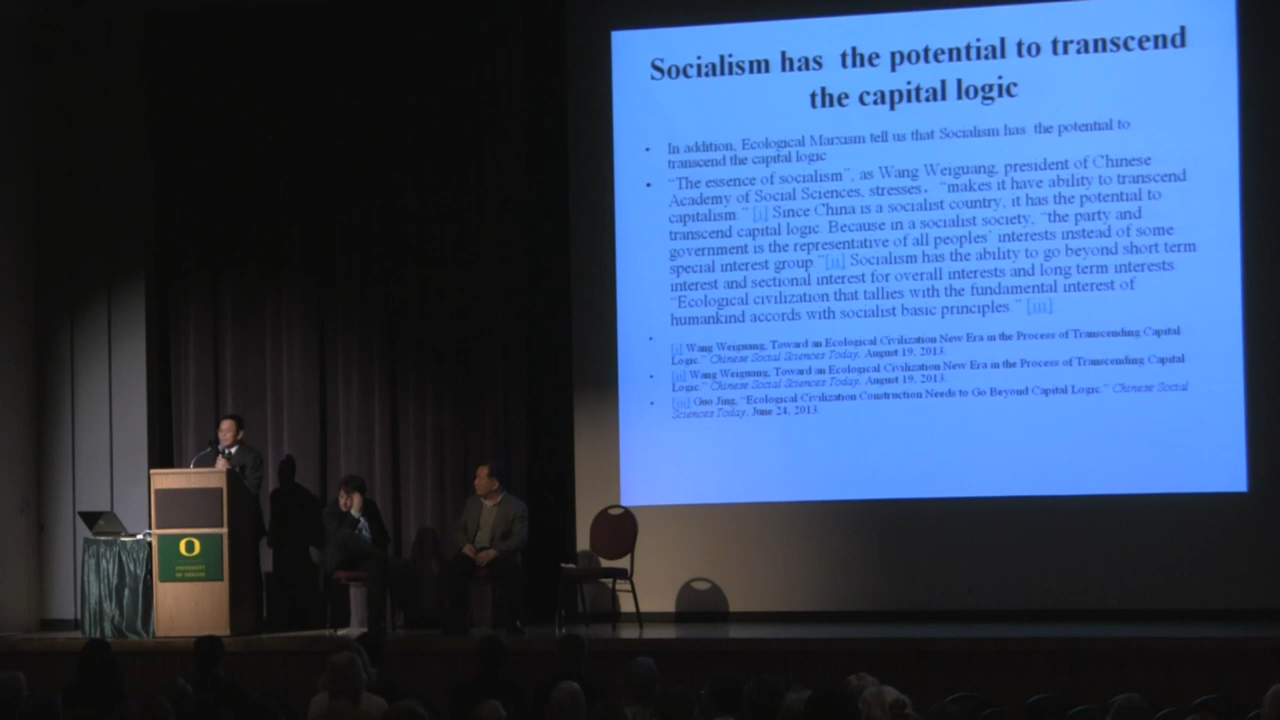 Socialism has the potential to transcend
the capital logic
• In addition, Ecological Marxism tell us that Socialism has the potential to
transcend the capital logic
• “The essence of socialism”, as Wang Weiguang, president of Chinese
Academy of Social Sciences, stresses, “makes it have ability to transcend
capitalism.” [i] Since China is a socialist country, it has the potential to
transcend capital logic. Because in a socialist society, “the party and
government is the representative of all peoples’ interests instead of some
special interest group.”[ii] Socialism has the ability to go beyond short term
interest and sectional interest for overall interests and long term interests.
“Ecological civilization that tallies with the fundamental interest of
humankind accords with socialist basic principles.” [iii]
• [i] Wang Weiguang, Toward an Ecological Civilization New Era in the Process of Transcending Capital
Logic.” Chinese Social Sciences Today, August 19, 2013.
• [ii] Wang Weiguang, Toward an Ecological Civilization New Era in the Process of Transcending Capital
Logic.” Chinese Social Sciences Today, August 19, 2013.
• [iii] Guo Jing, “Ecological Civilization Construction Needs to Go Beyond Capital Logic,” Chinese Social
Sciences Today, June 24, 2013.
O
UNIVERSITY
OF OREGON